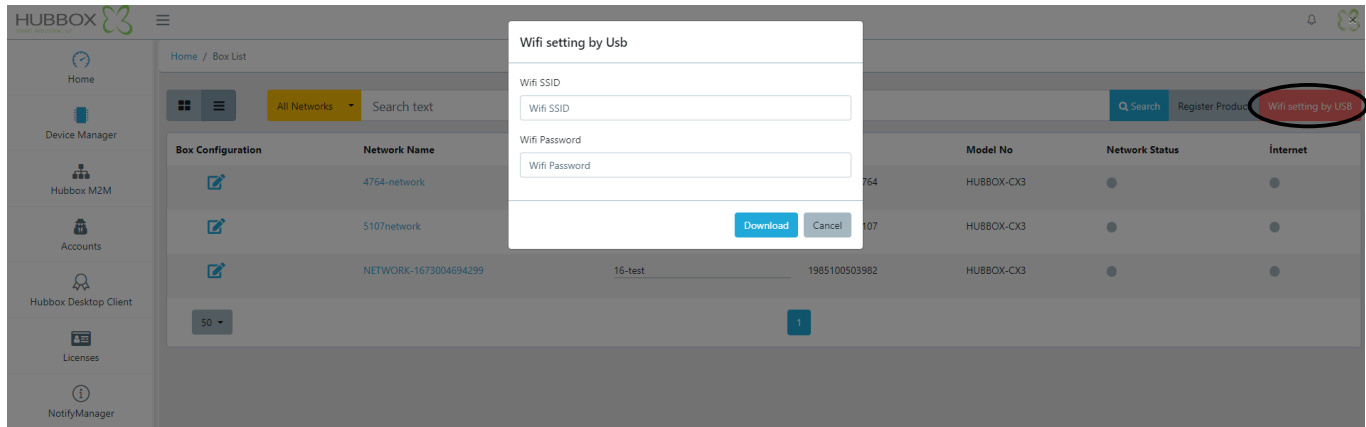 HUBBOX
Home / Box List
Home
Device Manager
Hubbox M2M
Accounts
Hubbox Desktop Client
Licenses
NotifyManager
All Networks
Search text
Search
Register Produc
Wifi setting by USB
Wifi setting by Usb
Wifi SSID
Wifi SSID
Wifi Password
Wifi Password
Download
Cancel
Box Configuration Network Name Model No Network Status İnternet
4764-network 764 HUBBOX-CX3
5107network 107 HUBBOX-CX3
NETWORK-1673004694299 16-test 1985100503982 HUBBOX-CX3
50
1